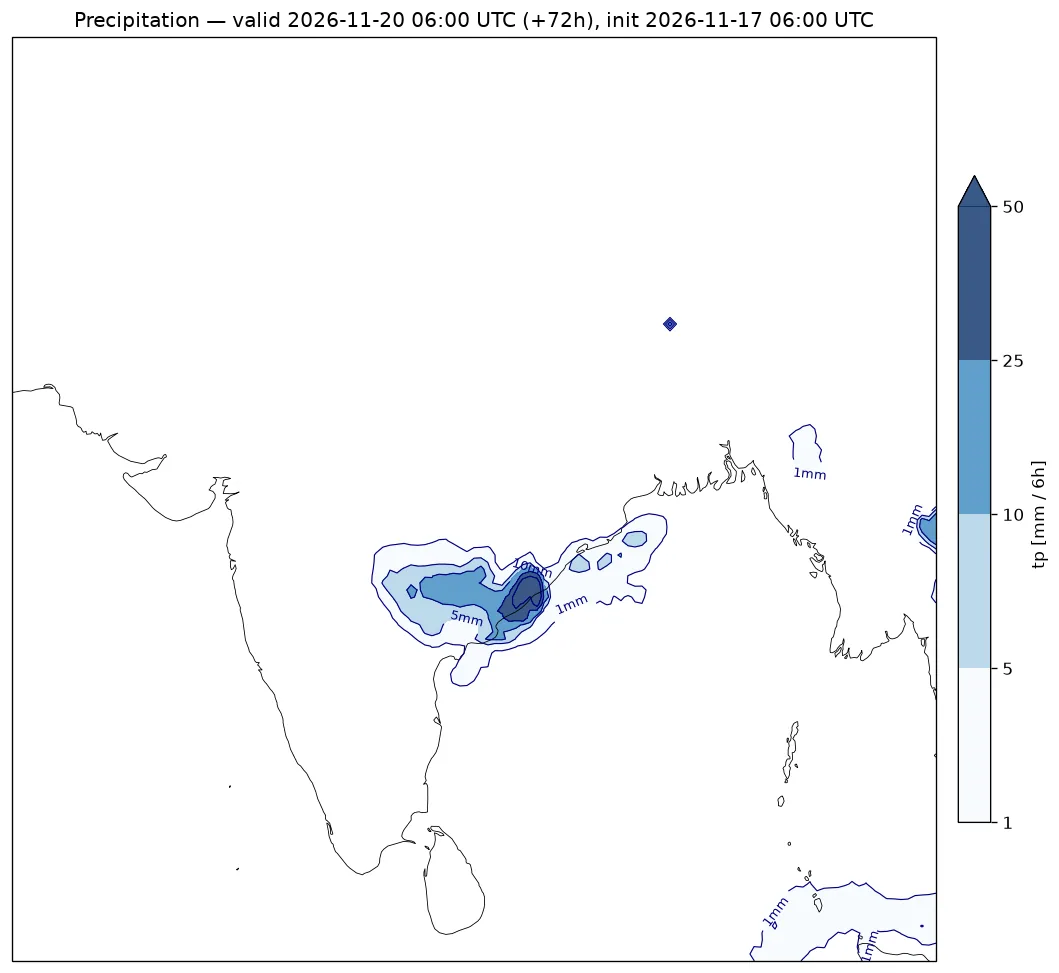 Precipitation — valid 2026-11-20 06:00 UTC (+72h), init 2026-11-17 06:00 UTC
50
25
10
5
1
tp [mm / 6h]
1mm
1mm
10mm
5mm
1mm
1mm
1mm